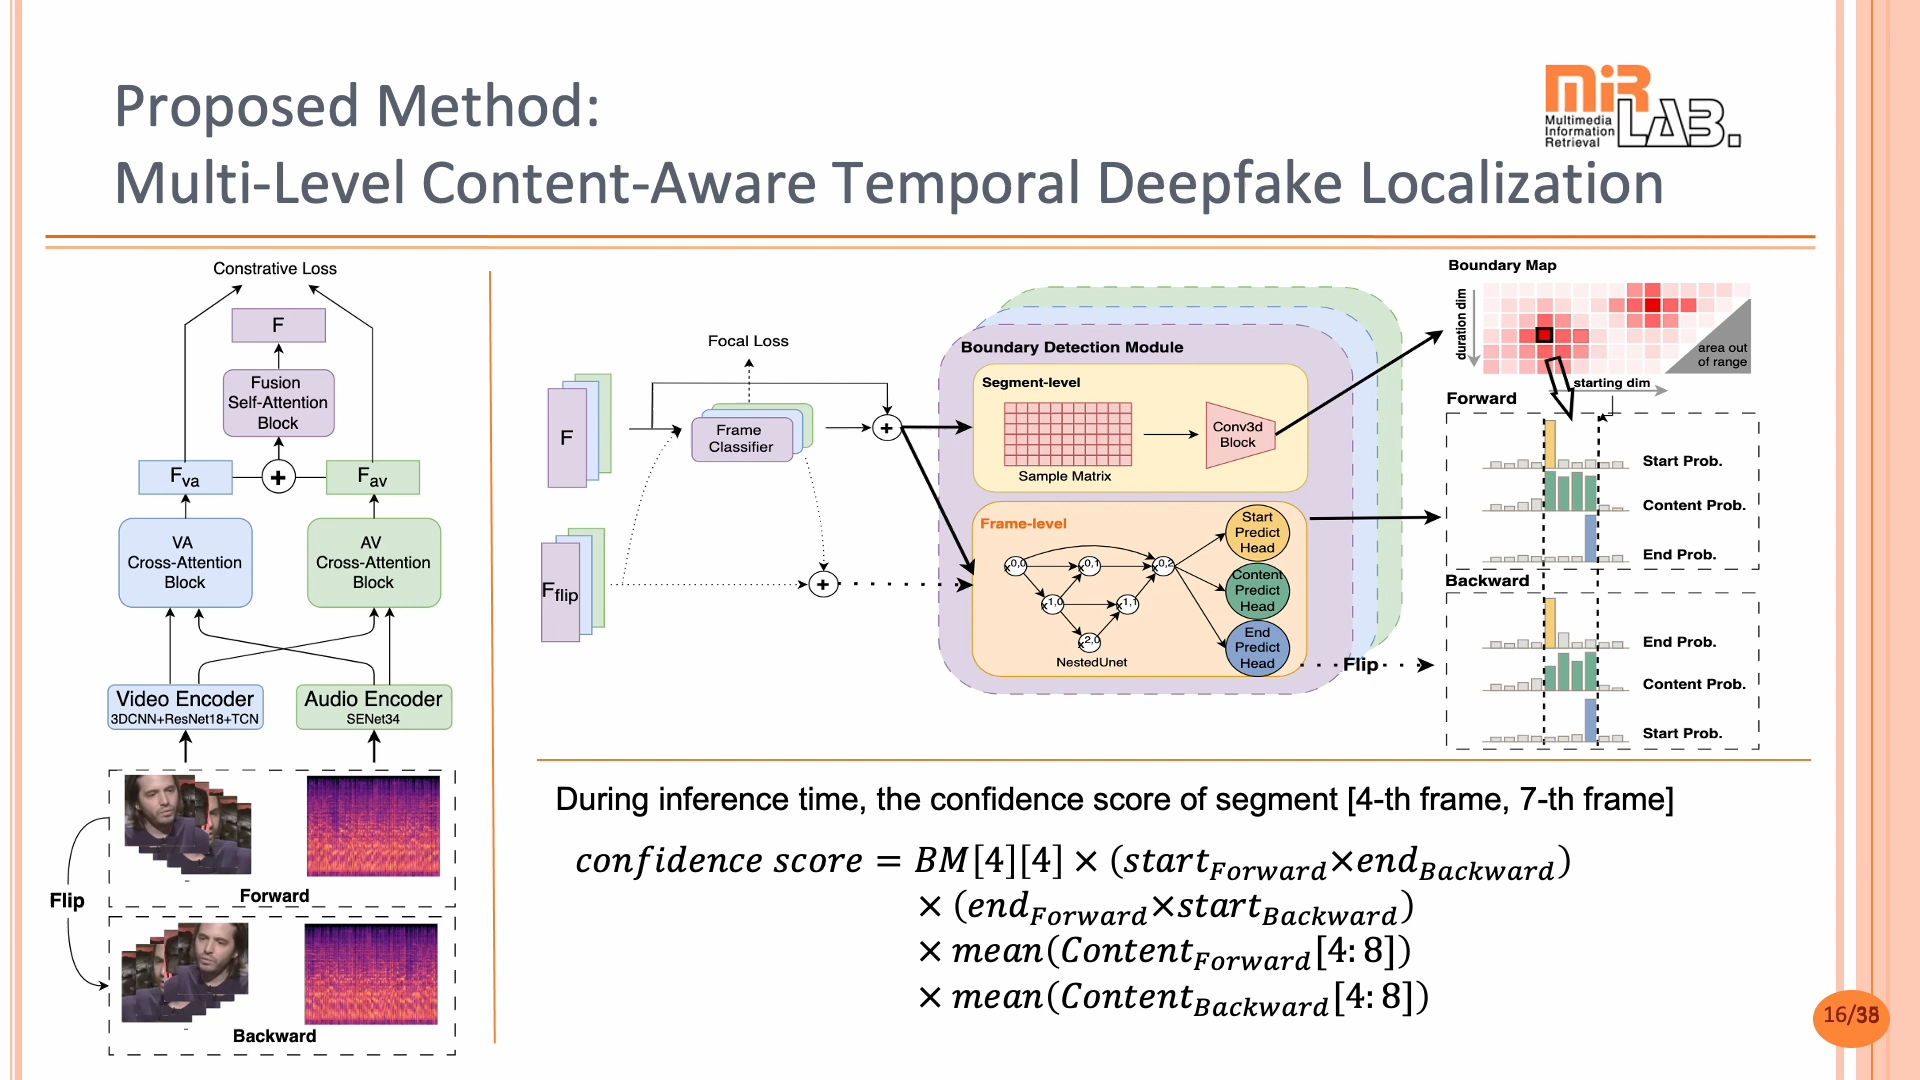 Proposed Method:
Multi-Level Content-Aware Temporal Deepfake Localization
MiR
Multimedia
Information
Retrieval
LAB.
Constrative Loss
F
Fusion
Self-Attention
Block
Fva
+
Fav
VA
Cross-Attention
Block
AV
Cross-Attention
Block
Video Encoder
3DCNN+ResNet18+TCN
Audio Encoder
SENet34
Forward
Flip
Backward
Focal Loss
F
Frame
Classifier
+
Fflip
+
Boundary Detection Module
Segment-level
Sample Matrix
Conv3d
Block
Frame-level
x0,0
x0,1
x0,2
x1,0
x1,1
x2,0
NestedUnet
Start
Predict
Head
Content
Predict
Head
End
Predict
Head
Flip
Boundary Map
duration dim
area out
of range
starting dim
Forward
Start Prob.
Content Prob.
End Prob.
Backward
End Prob.
Content Prob.
Start Prob.
During inference time, the confidence score of segment [4-th frame, 7-th frame]
confidence score = BM[4][4] × (start_Forward×end_Backward)
× (end_Forward×start_Backward)
× mean(Content_Forward[4:8])
× mean(Content_Backward[4:8])